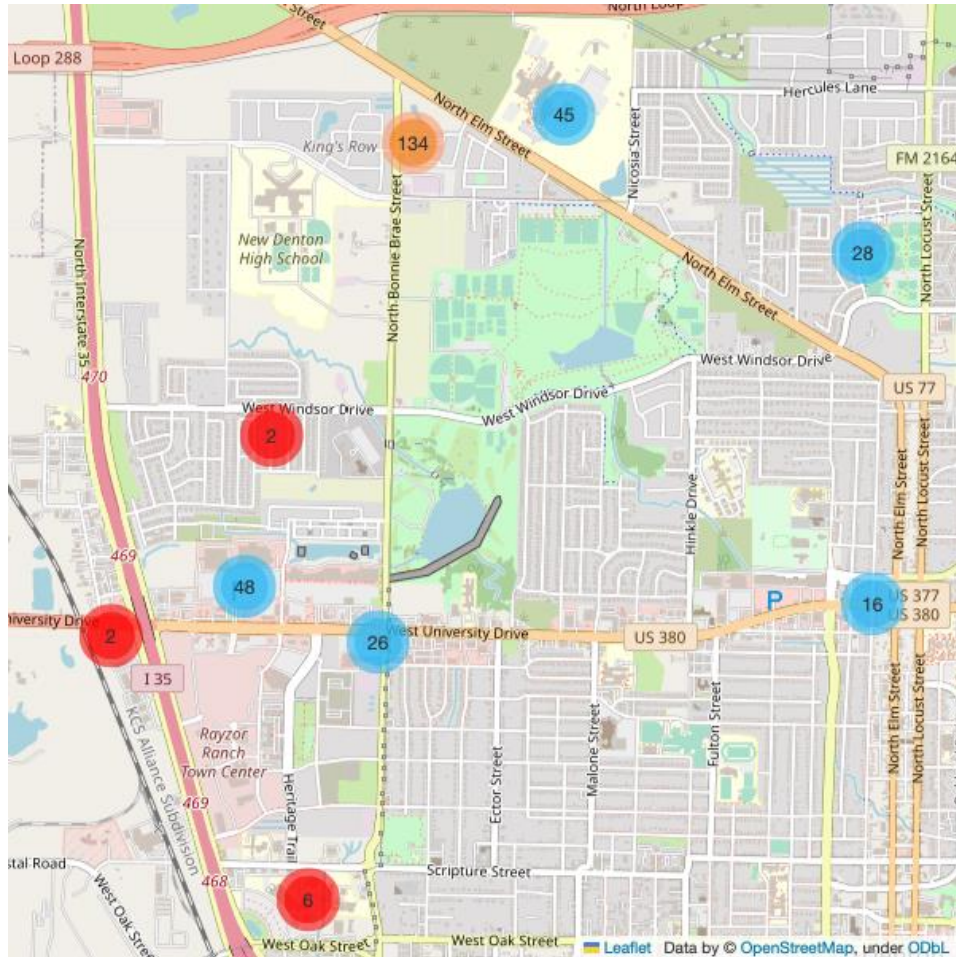 North Loop
Loop 288
Hercules Lane
45
North Elm Street
134
King's Row
Nicosia Street
FM 2164
New Denton
High School
North Bonnie Brae Street
North Interstate 35
28
North Locust Street
North Elm Street
470
West Windsor Drive
US 77
West Windsor Drive
West Windsor Drive
2
North Elm Street
North Locust Street
Hinkle Drive
469
48
P
16
US 377
US 380
niversity Drive
2
26
West University Drive
US 380
I 35
KCS Alliance Subdivision
Rayzor
Ranch
Town Center
Heritage Trail
Ector Street
Malone Street
Fulton Street
North Elm Street
North Locust Street
469
stal Road
468
Scripture Street
West Oak Street
6
West Oak Street
West Oak Street
Leaflet Data by © OpenStreetMap, under ODbL